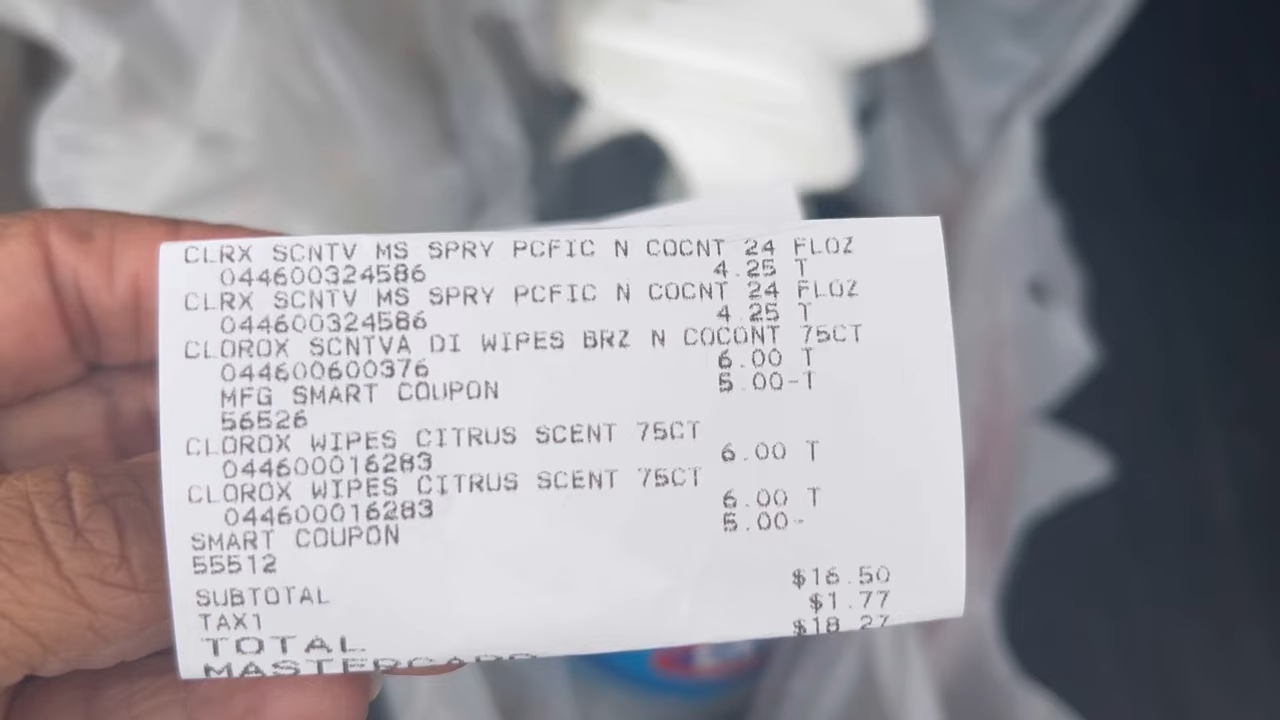 CLRX SCNTV MS SPRY PCFIC N COCNT 24 FLOZ
044600324586 4.25 T
CLRX SCNTV MS SPRY PCFIC N COCNT 24 FLOZ
044600324586 4.25 T
CLOROX SCNTVA DI WIPES BRZ N COCONT 75CT
044600600376 6.00 T
MFG SMART COUPON 5.00-T
56526
CLOROX WIPES CITRUS SCENT 75CT
044600016283 6.00 T
CLOROX WIPES CITRUS SCENT 75CT
044600016283 6.00 T
SMART COUPON 5.00-
55512
SUBTOTAL $16.50
TAX1 $1.77
TOTAL $18.27
MASTERCARD